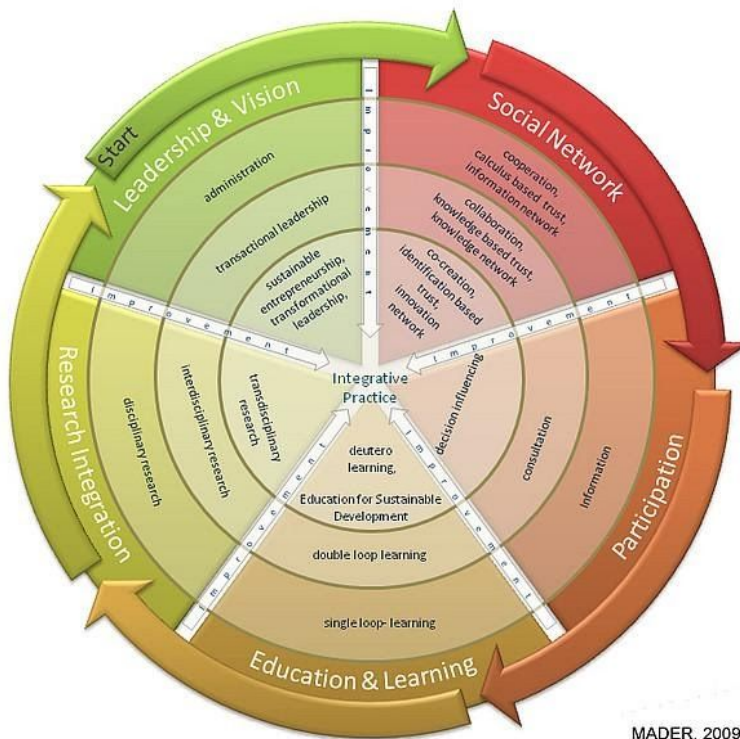 Start
Leadership & Vision
administration
transactional leadership
sustainable
entrepreneurship,
transformational
leadership,
Improvement
Social Network
cooperation,
calculus based trust,
information network
collaboration,
knowledge based trust,
knowledge network
co-creation,
identification based
trust,
innovation
network
Improvement
Participation
Information
consultation
decision influencing
Improvement
Education & Learning
single loop- learning
double loop learning
deutero
learning,
Education for Sustainable
Development
Improvement
Research Integration
disciplinary research
interdisciplinary research
transdisciplinary
research
Improvement
Integrative
Practice
MADER, 2009